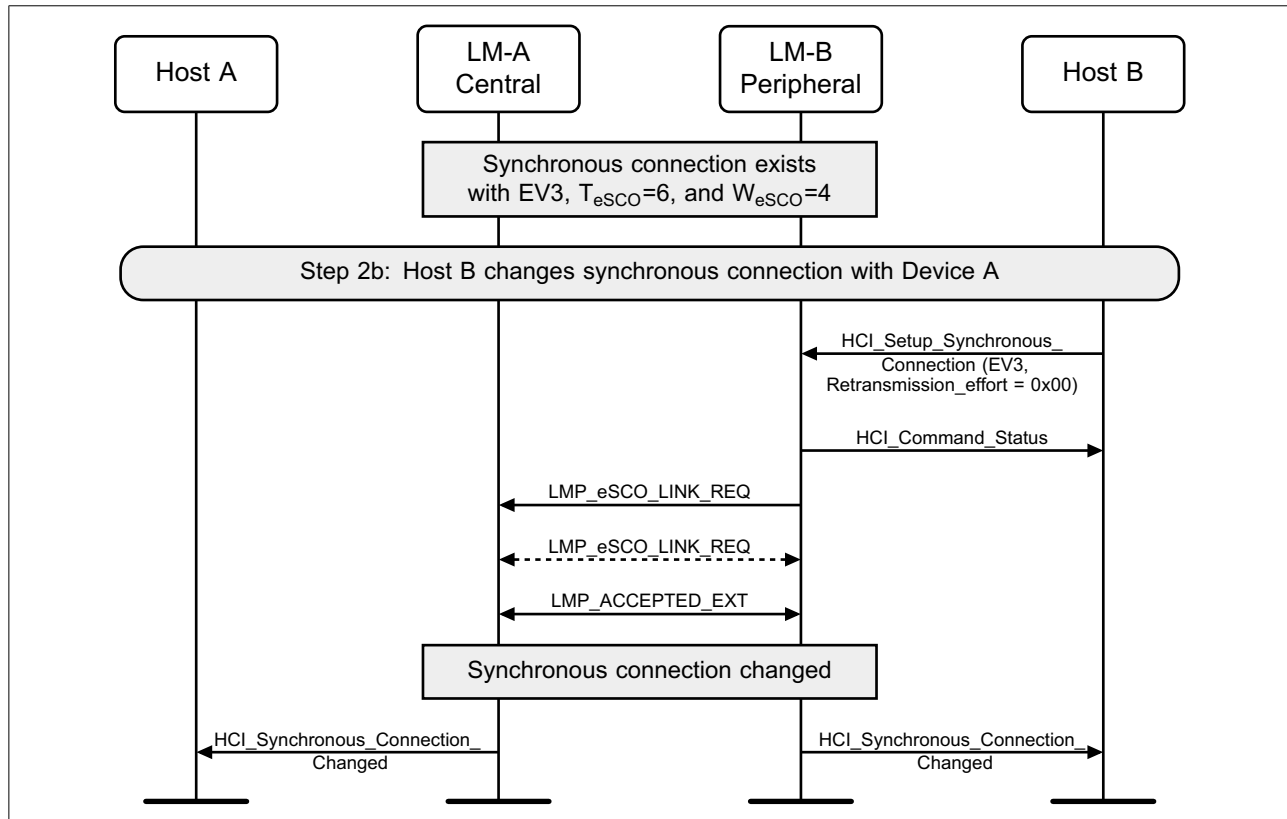 Host A
LM-A
Central
LM-B
Peripheral
Host B
Synchronous connection exists
with EV3, TeSCO=6, and WeSCO=4
Step 2b: Host B changes synchronous connection with Device A
HCI_Setup_Synchronous_
Connection (EV3,
Retransmission_effort = 0x00)
HCI_Command_Status
LMP_eSCO_LINK_REQ
LMP_eSCO_LINK_REQ
LMP_ACCEPTED_EXT
Synchronous connection changed
HCI_Synchronous_Connection_
Changed
HCI_Synchronous_Connection_
Changed